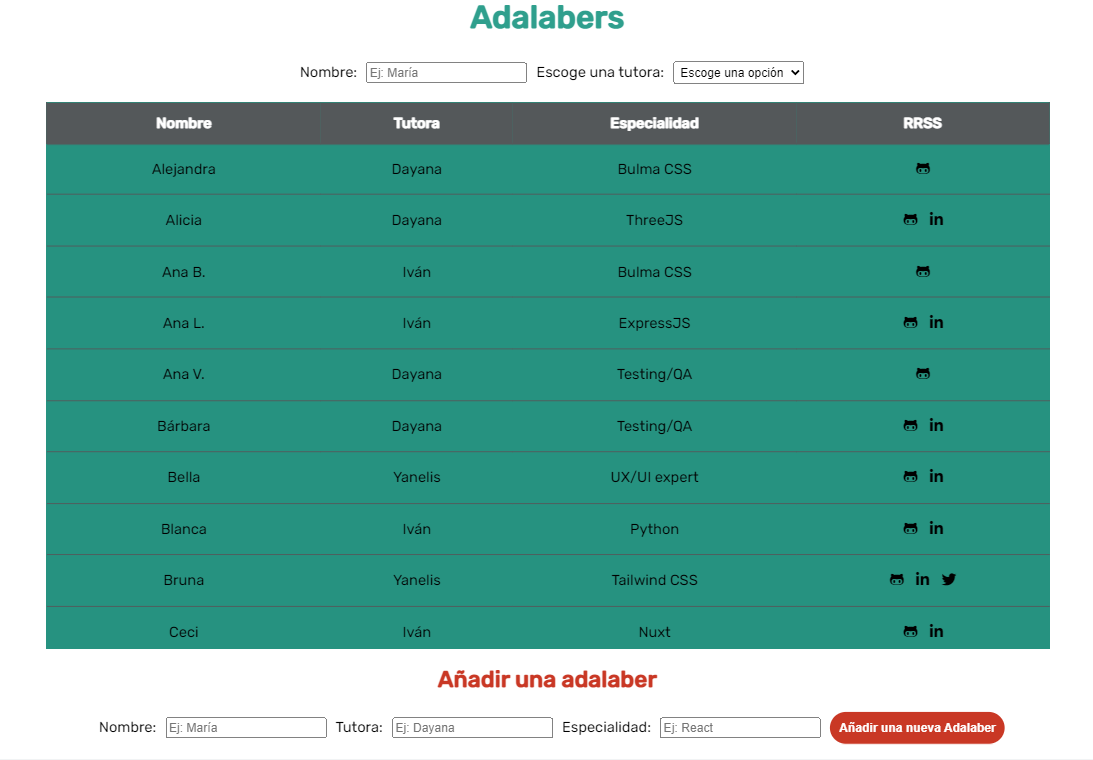 Adalabers
Nombre: Ej: María Escoge una tutora: Escoge una opción
Nombre Tutora Especialidad RRSS
Alejandra Dayana Bulma CSS
Alicia Dayana ThreeJS
Ana B. Iván Bulma CSS
Ana L. Iván ExpressJS
Ana V. Dayana Testing/QA
Bárbara Dayana Testing/QA
Bella Yanelis UX/UI expert
Blanca Iván Python
Bruna Yanelis Tailwind CSS
Ceci Iván Nuxt
Añadir una adalaber
Nombre: Ej: María Tutora: Ej: Dayana Especialidad: Ej: React Añadir una nueva Adalaber